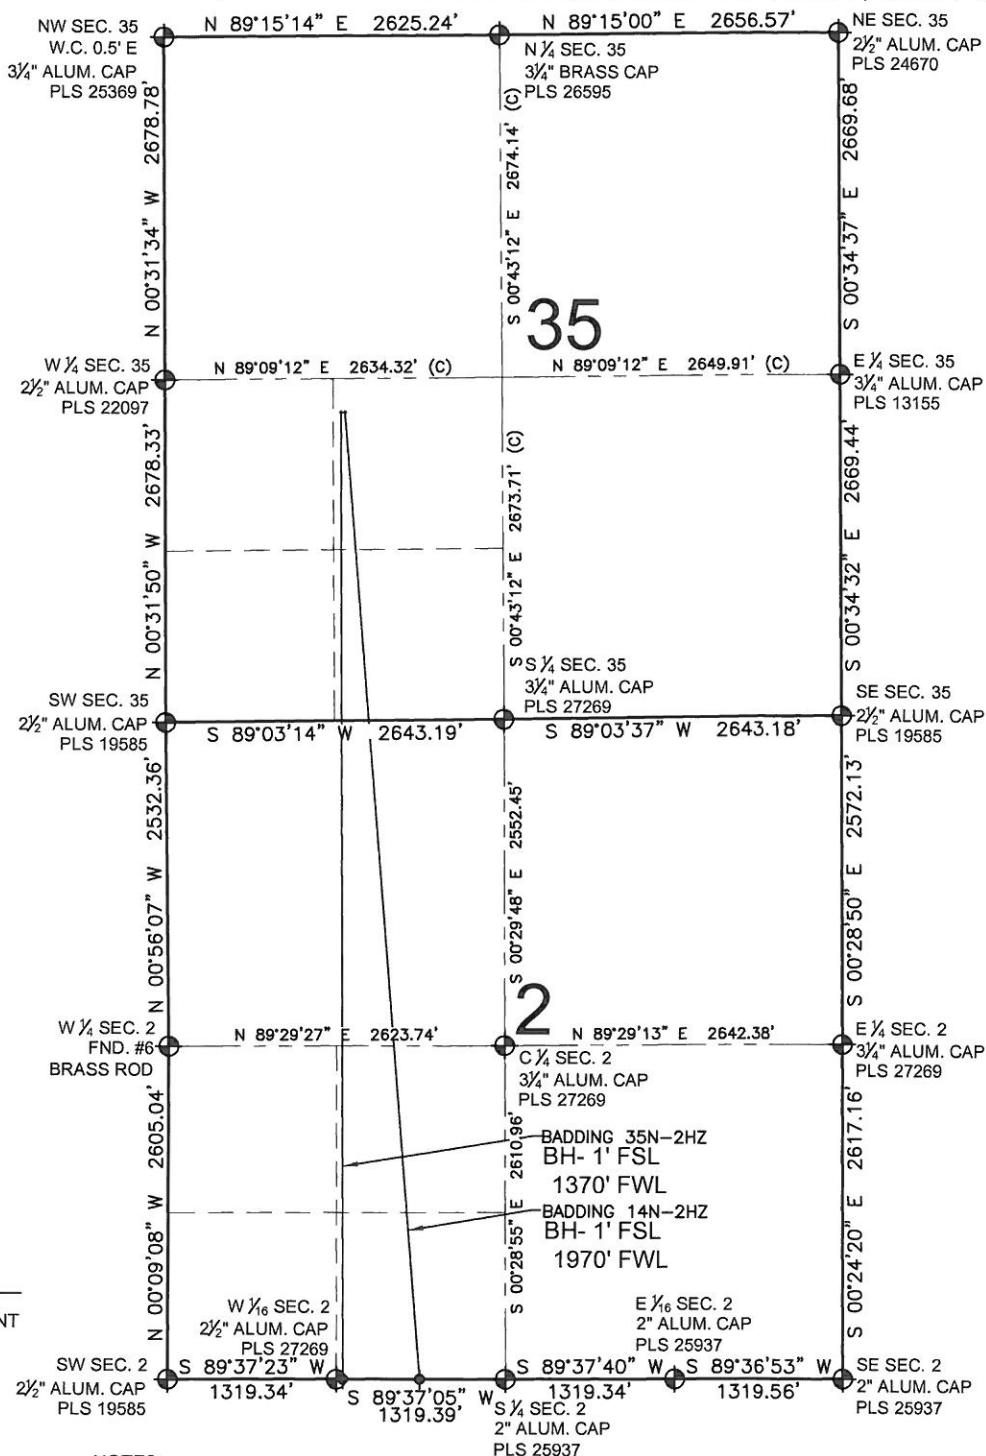 N 89°15'14" E 2625.24'
N 89°15'00" E 2656.57'
NW SEC. 35
W.C. 0.5' E
3¼" ALUM. CAP
PLS 25369
N ¼ SEC. 35
3¼" BRASS CAP
PLS 26595
NE SEC. 35
2½" ALUM. CAP
PLS 24670
N 00°31'34" W 2678.78'
S 00°43'12" E 2674.14' (C)
S 00°34'37" E 2669.68'
35
W ¼ SEC. 35
2½" ALUM. CAP
PLS 22097
N 89°09'12" E 2634.32' (C)
N 89°09'12" E 2649.91' (C)
E ¼ SEC. 35
3¼" ALUM. CAP
PLS 13155
N 00°31'50" W 2678.33'
S 00°43'12" E 2673.71' (C)
S 00°34'32" E 2669.44'
S ¼ SEC. 35
3¼" ALUM. CAP
PLS 27269
SW SEC. 35
2½" ALUM. CAP
PLS 19585
S 89°03'14" W 2643.19'
S 89°03'37" W 2643.18'
SE SEC. 35
2½" ALUM. CAP
PLS 19585
N 00°56'07" W 2532.36'
S 00°29'48" E 2552.45'
S 00°28'50" E 2572.13'
2
W ¼ SEC. 2
FND. #6
BRASS ROD
N 89°29'27" E 2623.74'
N 89°29'13" E 2642.38'
C ¼ SEC. 2
3¼" ALUM. CAP
PLS 27269
E ¼ SEC. 2
3¼" ALUM. CAP
PLS 27269
N 00°09'08" W 2605.04'
S 00°28'55" E 2610.96'
S 00°24'20" E 2617.16'
BADDING 35N-2HZ
BH- 1' FSL
1370' FWL
BADDING 14N-2HZ
BH- 1' FSL
1970' FWL
NT
W 1/16 SEC. 2
2½" ALUM. CAP
PLS 27269
E 1/16 SEC. 2
2" ALUM. CAP
PLS 25937
SW SEC. 2
2½" ALUM. CAP
PLS 19585
S 89°37'23" W
1319.34'
S 89°37'05" W
1319.39'
S ¼ SEC. 2
2" ALUM. CAP
PLS 25937
S 89°37'40" W
1319.34'
S 89°36'53" W
1319.56'
SE SEC. 2
2" ALUM. CAP
PLS 25937